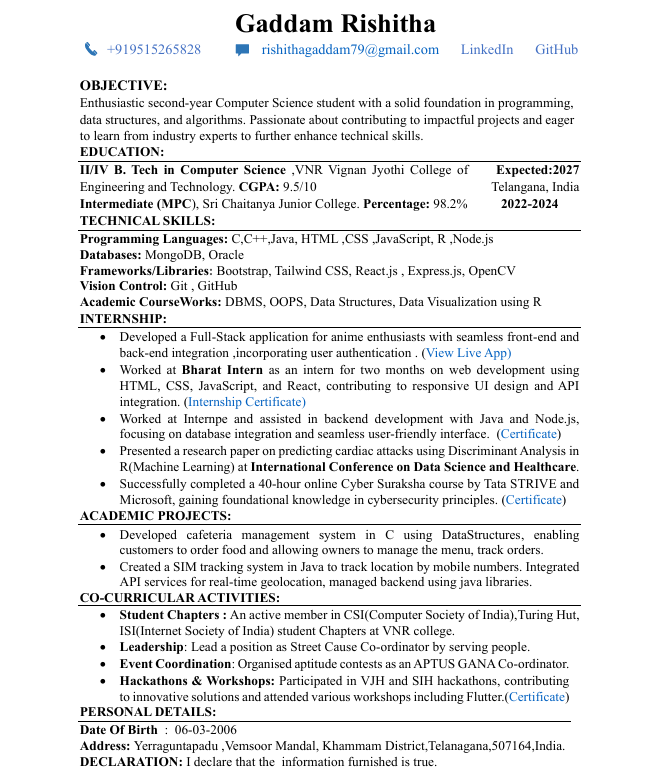 Gaddam Rishitha
+919515265828 rishithagaddam79@gmail.com LinkedIn GitHub
OBJECTIVE:
Enthusiastic second-year Computer Science student with a solid foundation in programming,
data structures, and algorithms. Passionate about contributing to impactful projects and eager
to learn from industry experts to further enhance technical skills.
EDUCATION:
II/IV B. Tech in Computer Science ,VNR Vignan Jyothi College of Expected:2027
Engineering and Technology. CGPA: 9.5/10 Telangana, India
Intermediate (MPC), Sri Chaitanya Junior College. Percentage: 98.2% 2022-2024
TECHNICAL SKILLS:
Programming Languages: C,C++,Java, HTML ,CSS ,JavaScript, R ,Node.js
Databases: MongoDB, Oracle
Frameworks/Libraries: Bootstrap, Tailwind CSS, React.js , Express.js, OpenCV
Vision Control: Git , GitHub
Academic CourseWorks: DBMS, OOPS, Data Structures, Data Visualization using R
INTERNSHIP:
• Developed a Full-Stack application for anime enthusiasts with seamless front-end and
back-end integration ,incorporating user authentication . (View Live App)
• Worked at Bharat Intern as an intern for two months on web development using
HTML, CSS, JavaScript, and React, contributing to responsive UI design and API
integration. (Internship Certificate)
• Worked at Internpe and assisted in backend development with Java and Node.js,
focusing on database integration and seamless user-friendly interface. (Certificate)
• Presented a research paper on predicting cardiac attacks using Discriminant Analysis in
R(Machine Learning) at International Conference on Data Science and Healthcare.
• Successfully completed a 40-hour online Cyber Suraksha course by Tata STRIVE and
Microsoft, gaining foundational knowledge in cybersecurity principles. (Certificate)
ACADEMIC PROJECTS:
• Developed cafeteria management system in C using DataStructures, enabling
customers to order food and allowing owners to manage the menu, track orders.
• Created a SIM tracking system in Java to track location by mobile numbers. Integrated
API services for real-time geolocation, managed backend using java libraries.
CO-CURRICULAR ACTIVITIES:
• Student Chapters : An active member in CSI(Computer Society of India),Turing Hut,
ISI(Internet Society of India) student Chapters at VNR college.
• Leadership: Lead a position as Street Cause Co-ordinator by serving people.
• Event Coordination: Organised aptitude contests as an APTUS GANA Co-ordinator.
• Hackathons & Workshops: Participated in VJH and SIH hackathons, contributing
to innovative solutions and attended various workshops including Flutter.(Certificate)
PERSONAL DETAILS:
Date Of Birth : 06-03-2006
Address: Yerraguntapadu ,Vemsoor Mandal, Khammam District,Telanagana,507164,India.
DECLARATION: I declare that the information furnished is true.